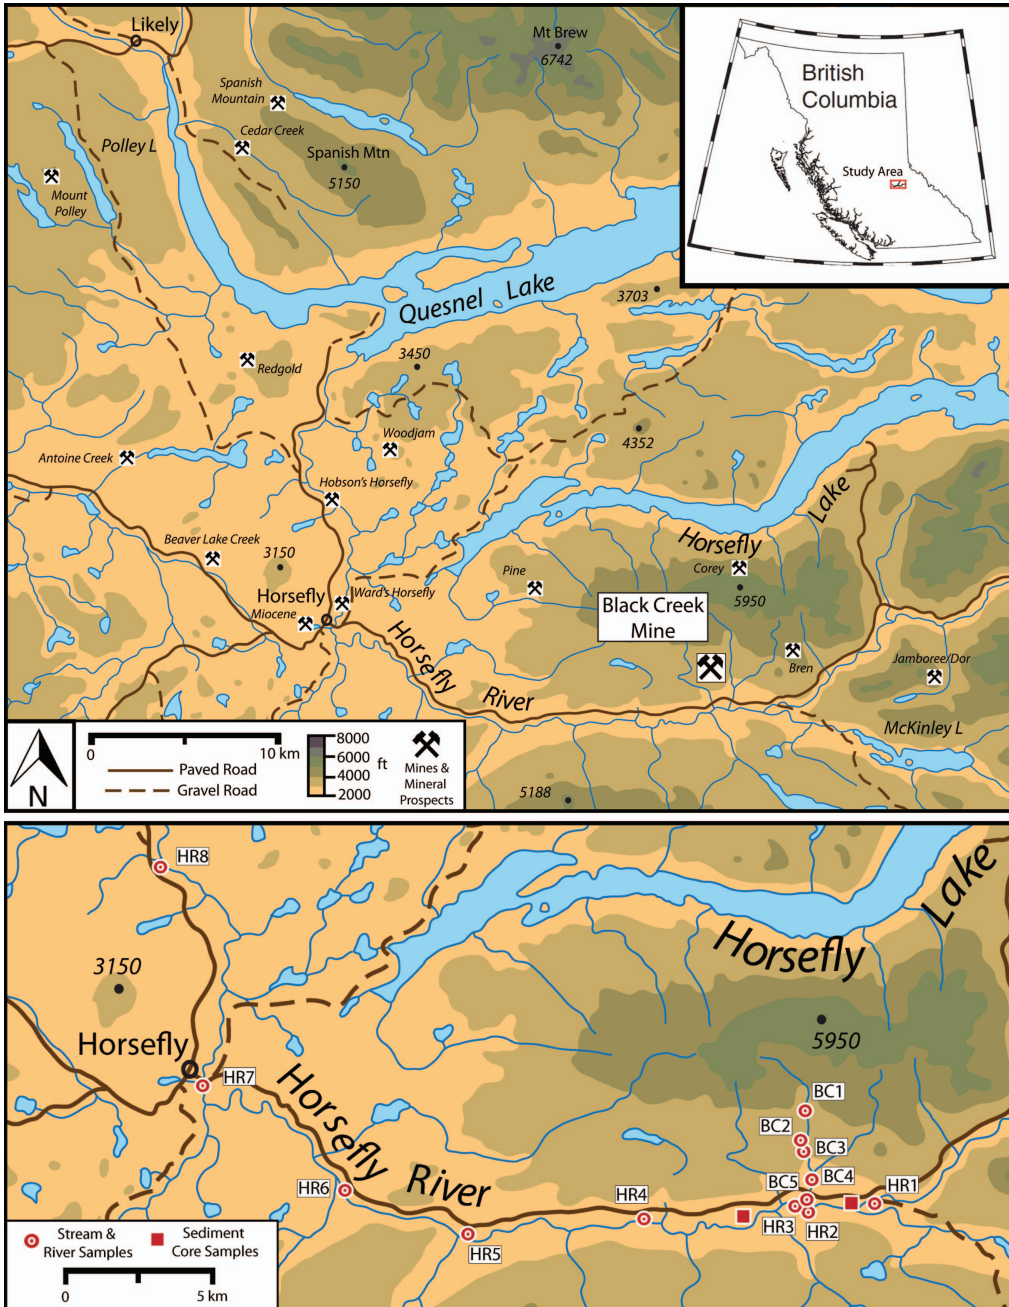 Likely
Mt Brew
6742
Spanish
Mountain
Cedar Creek
Polley L
Spanish Mtn
5150
Mount
Polley
British
Columbia
Study Area
Quesnel Lake
3703
3450
Redgold
4352
Woodjam
Antoine Creek
Hobson's Horsefly
Beaver Lake Creek
3150
Horsefly Lake
Corey
5950
Pine
Horsefly
Ward's Horsefly
Miocene
Black Creek
Mine
Horsefly River
Bren
Jamboree/Dor
McKinley L
5188
N
0
10 km
Paved Road
Gravel Road
8000
6000
4000
2000
ft
Mines &
Mineral
Prospects
HR8
3150
Horsefly Lake
5950
Horsefly
HR7
Horsefly River
BC1
BC2
BC3
BC4
BC5
HR1
HR6
HR4
HR3
HR2
HR5
Stream &
River Samples
Sediment
Core Samples
0
5 km